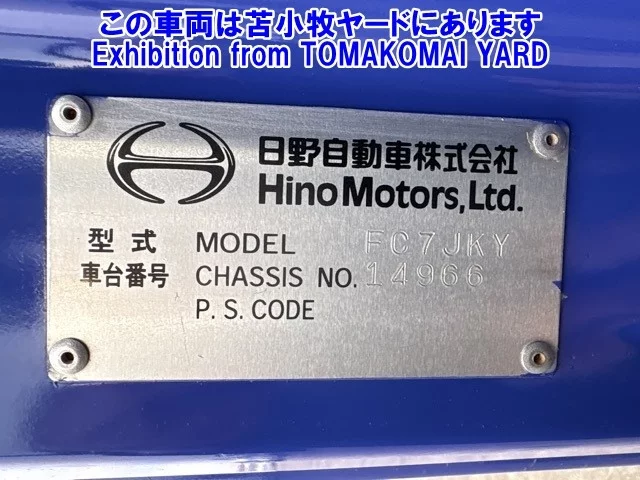 この車両は苫小牧ヤードにあります
Exhibition from TOMAKOMAI YARD
日野自動車株式会社
Hino Motors, Ltd.
型式 MODEL FC7JKY
車台番号 CHASSIS NO. 14966
P. S. CODE